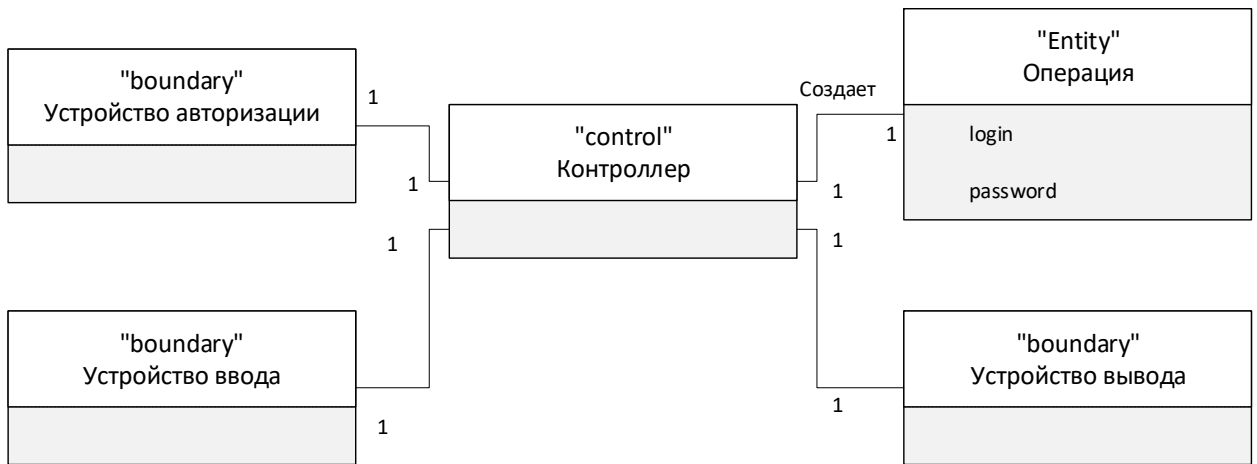 "boundary"
Устройство авторизации
1
1
"control"
Контроллер
Создает
1
1
"Entity"
Операция
login
password
1
1
"boundary"
Устройство ввода
1
1
"boundary"
Устройство вывода